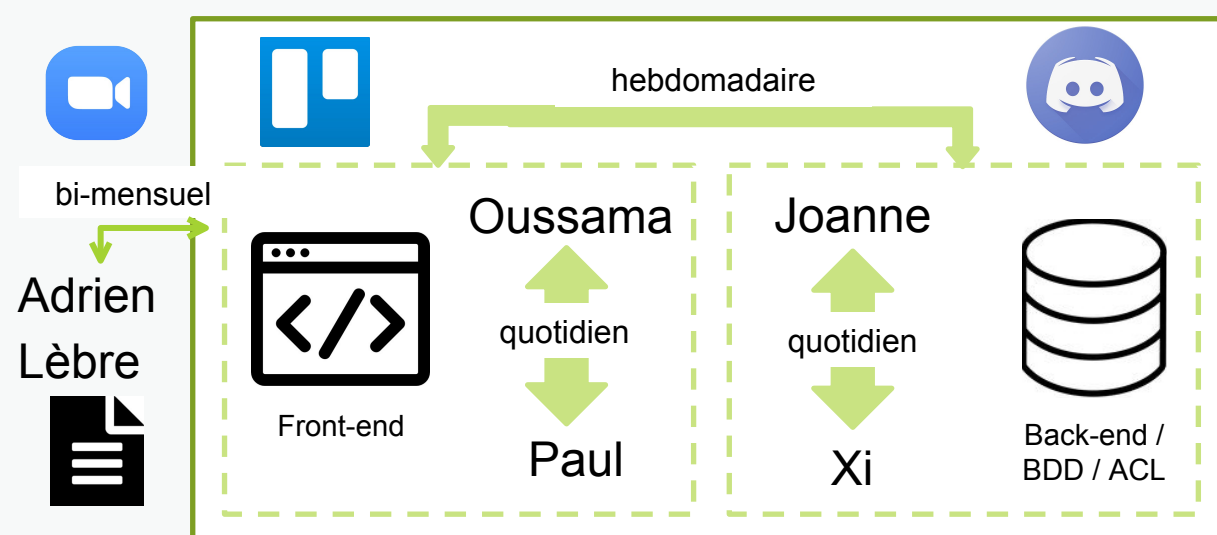 hebdomadaire
bi-mensuel
Adrien
Lèbre
Oussama
quotidien
Paul
Front-end
Joanne
quotidien
Xi
Back-end /
BDD / ACL